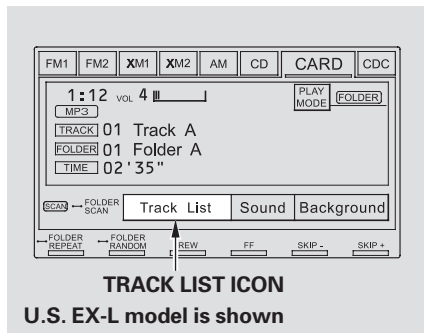 FM1 FM2 XM1 XM2 AM CD CARD CDC
1:12 VOL 4 PLAY MODE FOLDER
MP3
TRACK 01 Track A
FOLDER 01 Folder A
TIME 02'35"
SCAN FOLDER SCAN Track List Sound Background
FOLDER REPEAT FOLDER RANDOM REW FF SKIP - SKIP +
TRACK LIST ICON
U.S. EX-L model is shown